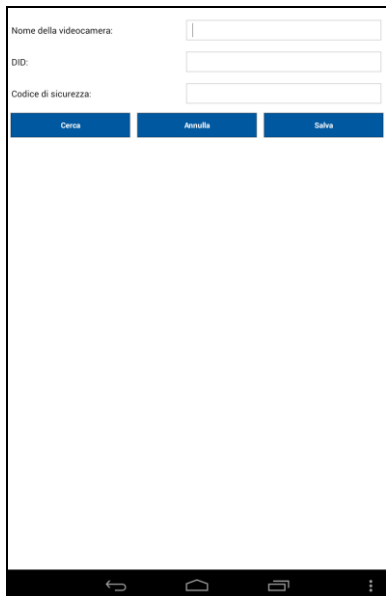 Nome della videocamera:
DID:
Codice di sicurezza:
Cerca Annulla Salva